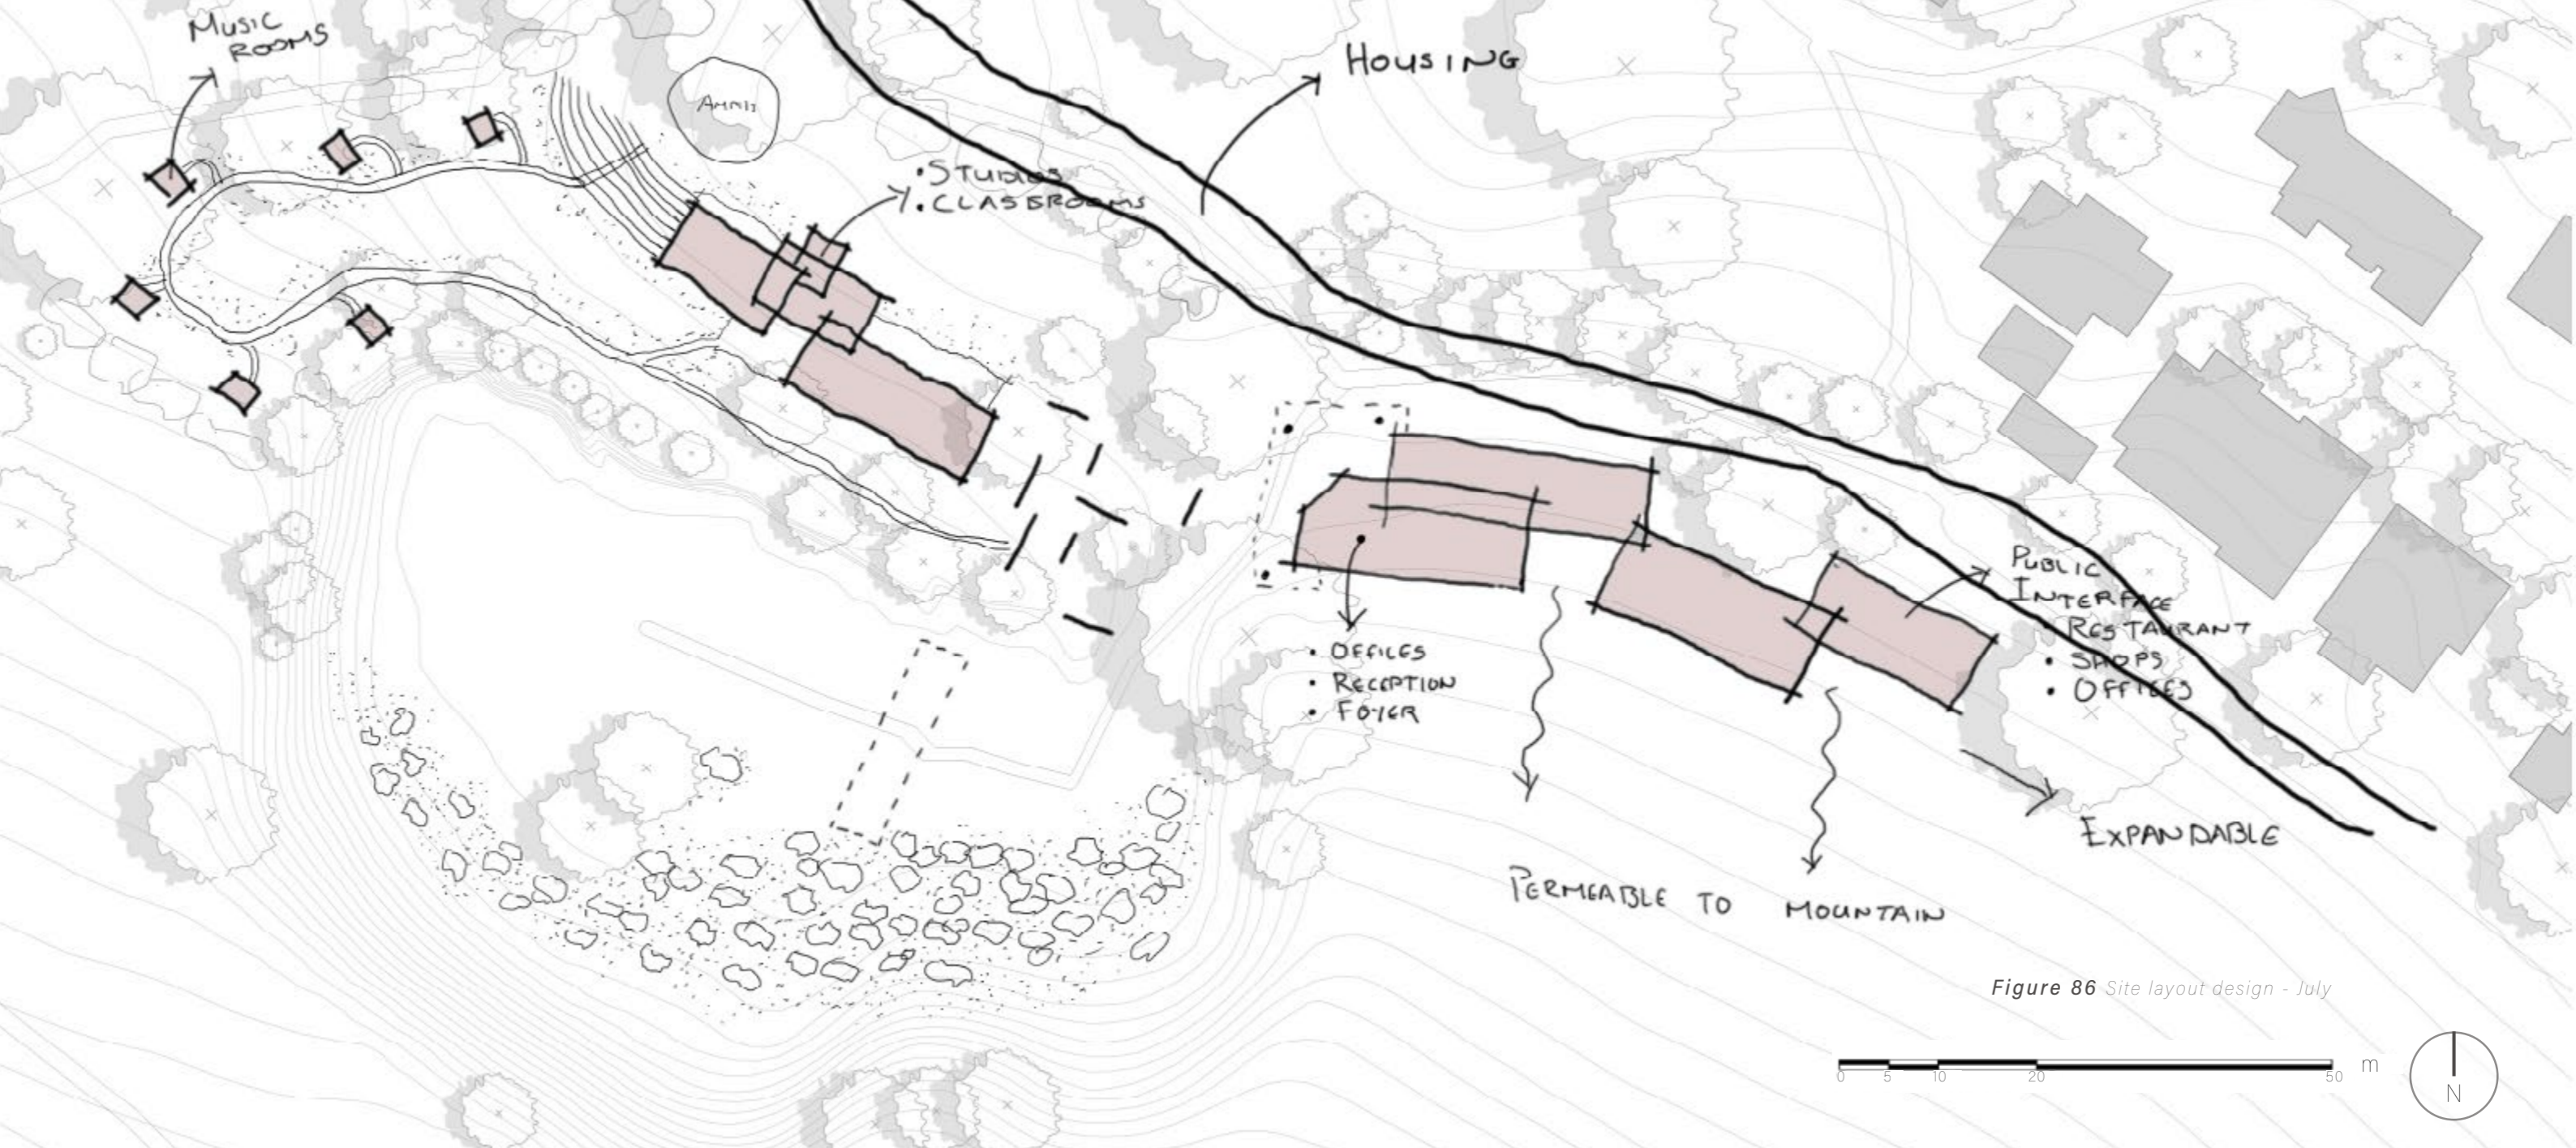 MUSIC
ROOMS
HOUSING
• STUDIOS
• CLASSROOMS
PUBLIC
INTERFACE
RESTAURANT
• SHOPS
• OFFICES
• OFFICES
• RECEPTION
• FOYER
EXPANDABLE
PERMEABLE TO MOUNTAIN
Figure 86 Site layout design - July
0 5 10 20 50 m
N